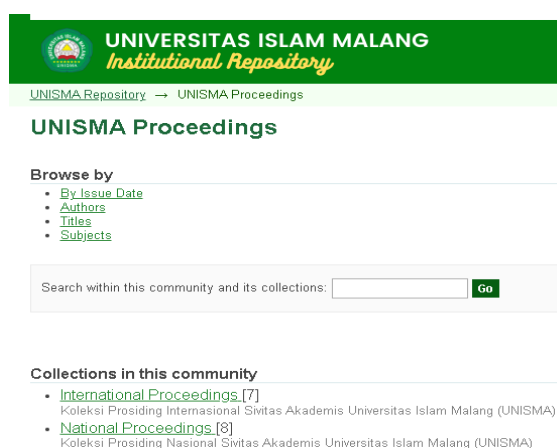 UNIVERSITAS ISLAM MALANG
Institutional Repository
UNISMA Repository → UNISMA Proceedings
UNISMA Proceedings
Browse by
• By Issue Date
• Authors
• Titles
• Subjects
Search within this community and its collections: Go
Collections in this community
• International Proceedings [7]
Koleksi Prosiding Internasional Sivitas Akademis Universitas Islam Malang (UNISMA)
• National Proceedings [8]
Koleksi Prosiding Nasional Sivitas Akademis Universitas Islam Malang (UNISMA)